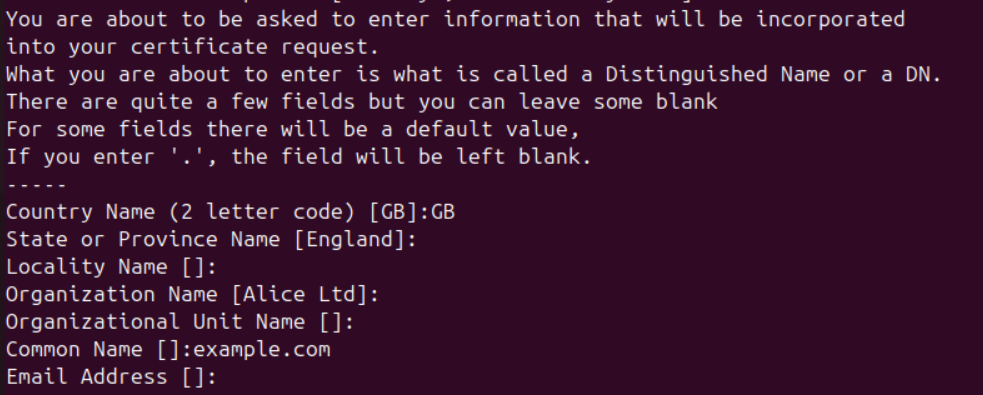 You are about to be asked to enter information that will be incorporated
into your certificate request.
What you are about to enter is what is called a Distinguished Name or a DN.
There are quite a few fields but you can leave some blank
For some fields there will be a default value,
If you enter '.', the field will be left blank.
-----
Country Name (2 letter code) [GB]:GB
State or Province Name [England]:
Locality Name []:
Organization Name [Alice Ltd]:
Organizational Unit Name []:
Common Name []:example.com
Email Address []: